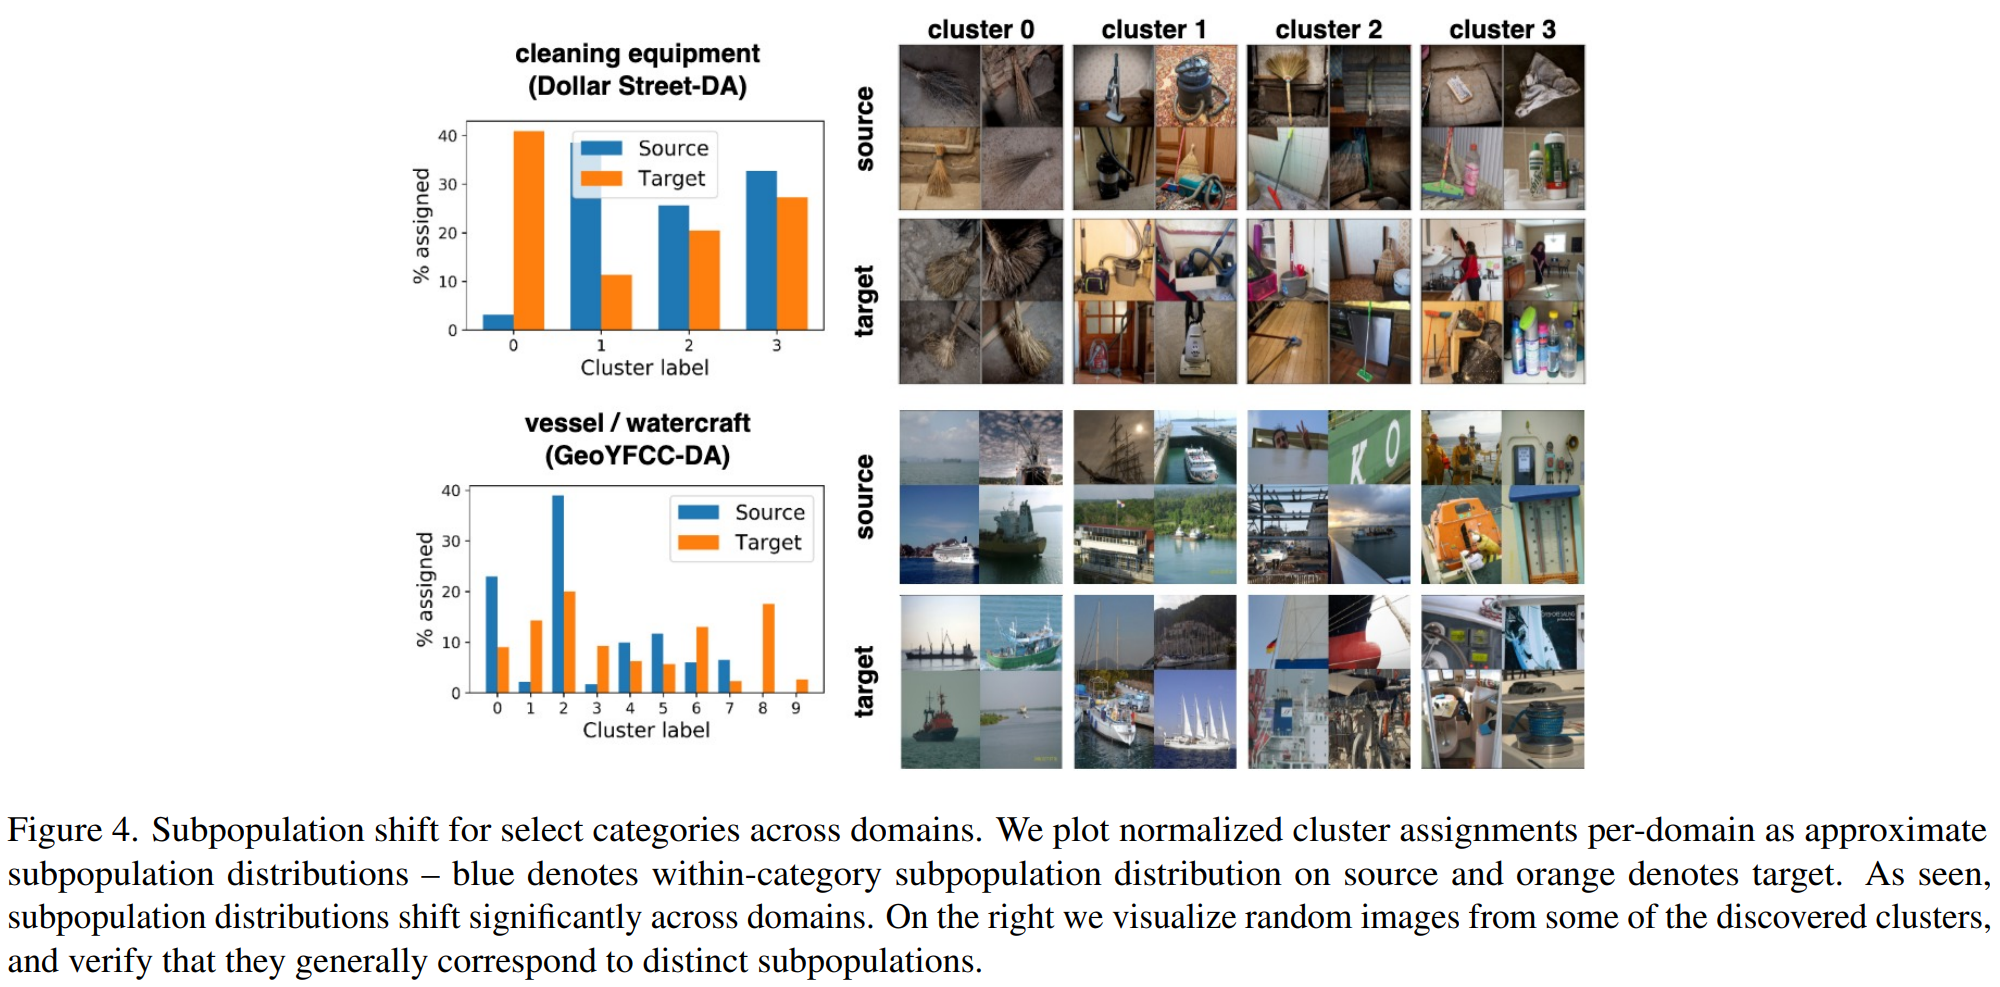 cleaning equipment
(Dollar Street-DA)
40
30
20
10
0
% assigned
Source
Target
0 1 2 3
Cluster label
cluster 0 cluster 1 cluster 2 cluster 3
source
target
vessel / watercraft
(GeoYFCC-DA)
40
30
20
10
0
% assigned
Source
Target
0 1 2 3 4 5 6 7 8 9
Cluster label
source
K O
target
Figure 4. Subpopulation shift for select categories across domains. We plot normalized cluster assignments per-domain as approximate
subpopulation distributions – blue denotes within-category subpopulation distribution on source and orange denotes target. As seen,
subpopulation distributions shift significantly across domains. On the right we visualize random images from some of the discovered clusters,
and verify that they generally correspond to distinct subpopulations.